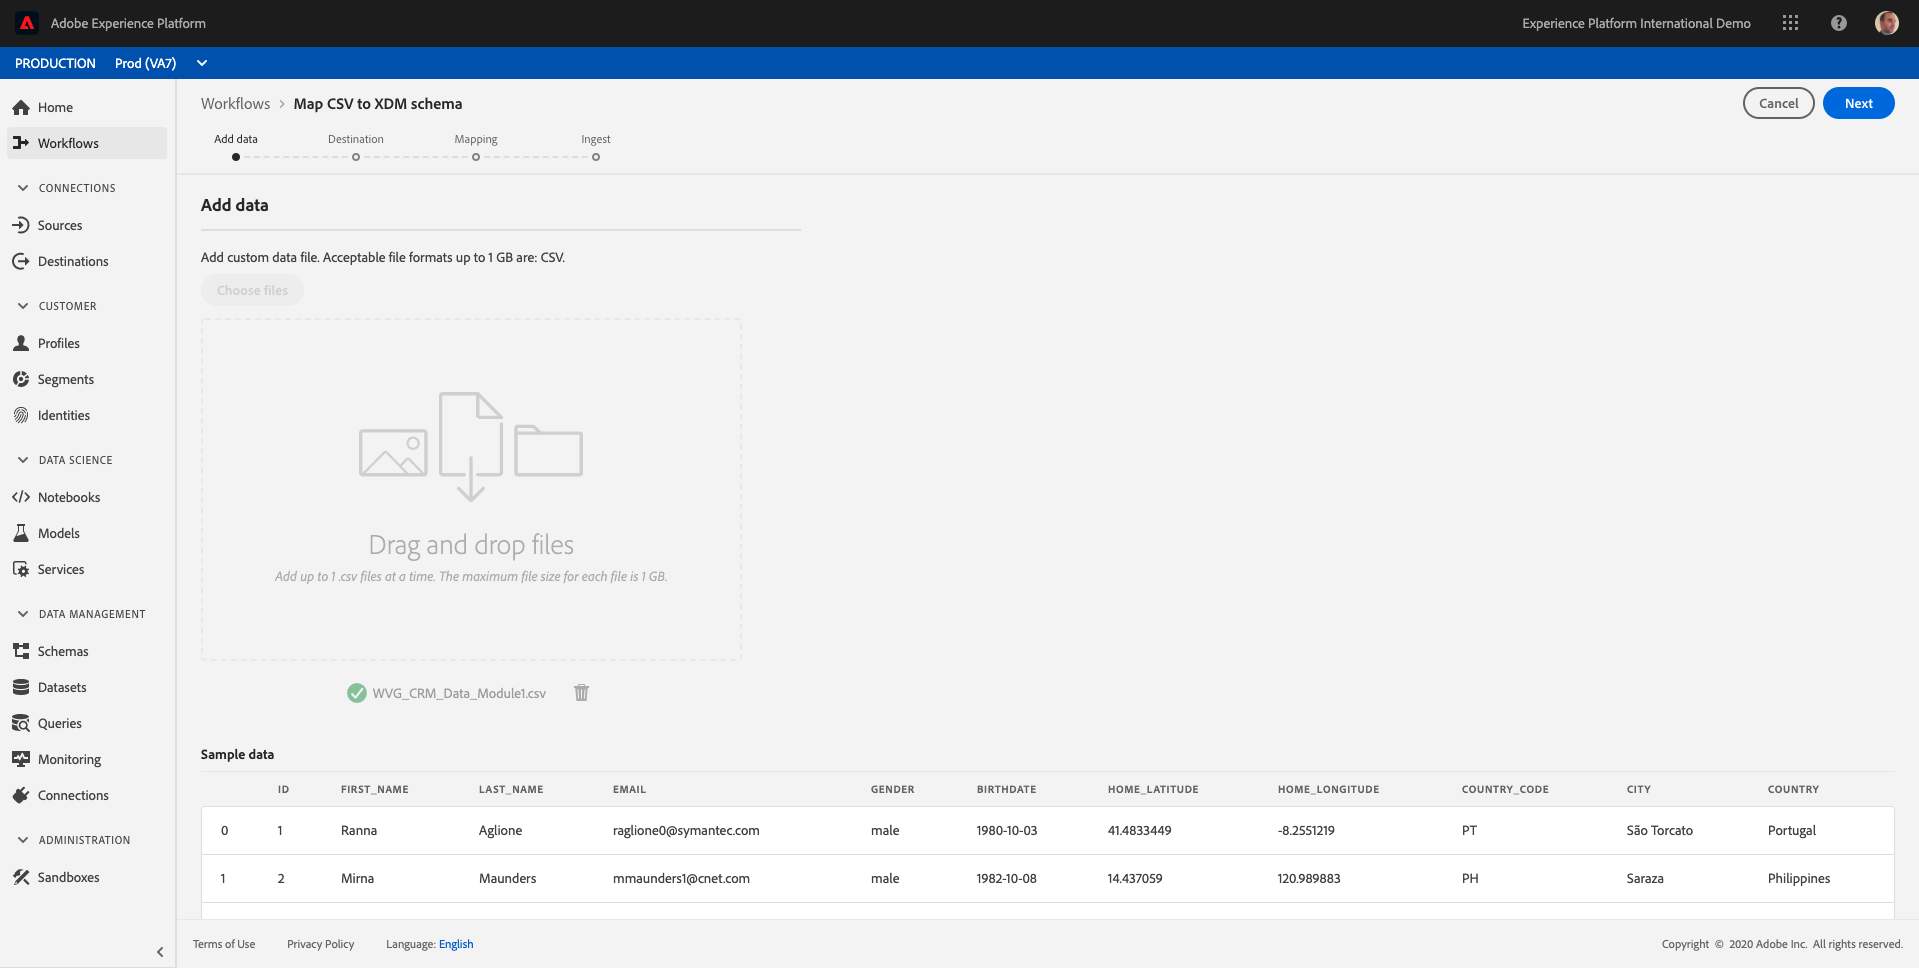 Adobe Experience Platform
Experience Platform International Demo
PRODUCTION Prod (VA7)
Home
Workflows
CONNECTIONS
Sources
Destinations
CUSTOMER
Profiles
Segments
Identities
DATA SCIENCE
Notebooks
Models
Services
DATA MANAGEMENT
Schemas
Datasets
Queries
Monitoring
Connections
ADMINISTRATION
Sandboxes
Workflows > Map CSV to XDM schema
Cancel Next
Add data Destination Mapping Ingest
Add data
Add custom data file. Acceptable file formats up to 1 GB are: CSV.
Choose files
Drag and drop files
Add up to 1 .csv files at a time. The maximum file size for each file is 1 GB.
WVG_CRM_Data_Module1.csv
Sample data
ID FIRST_NAME LAST_NAME EMAIL GENDER BIRTHDATE HOME_LATITUDE HOME_LONGITUDE COUNTRY_CODE CITY COUNTRY
0 1 Ranna Aglione raglione0@symantec.com male 1980-10-03 41.4833449 -8.2551219 PT São Torcato Portugal
1 2 Mirna Maunders mmaunders1@cnet.com male 1982-10-08 14.437059 120.989883 PH Saraza Philippines
Terms of Use Privacy Policy Language: English
Copyright © 2020 Adobe Inc. All rights reserved.